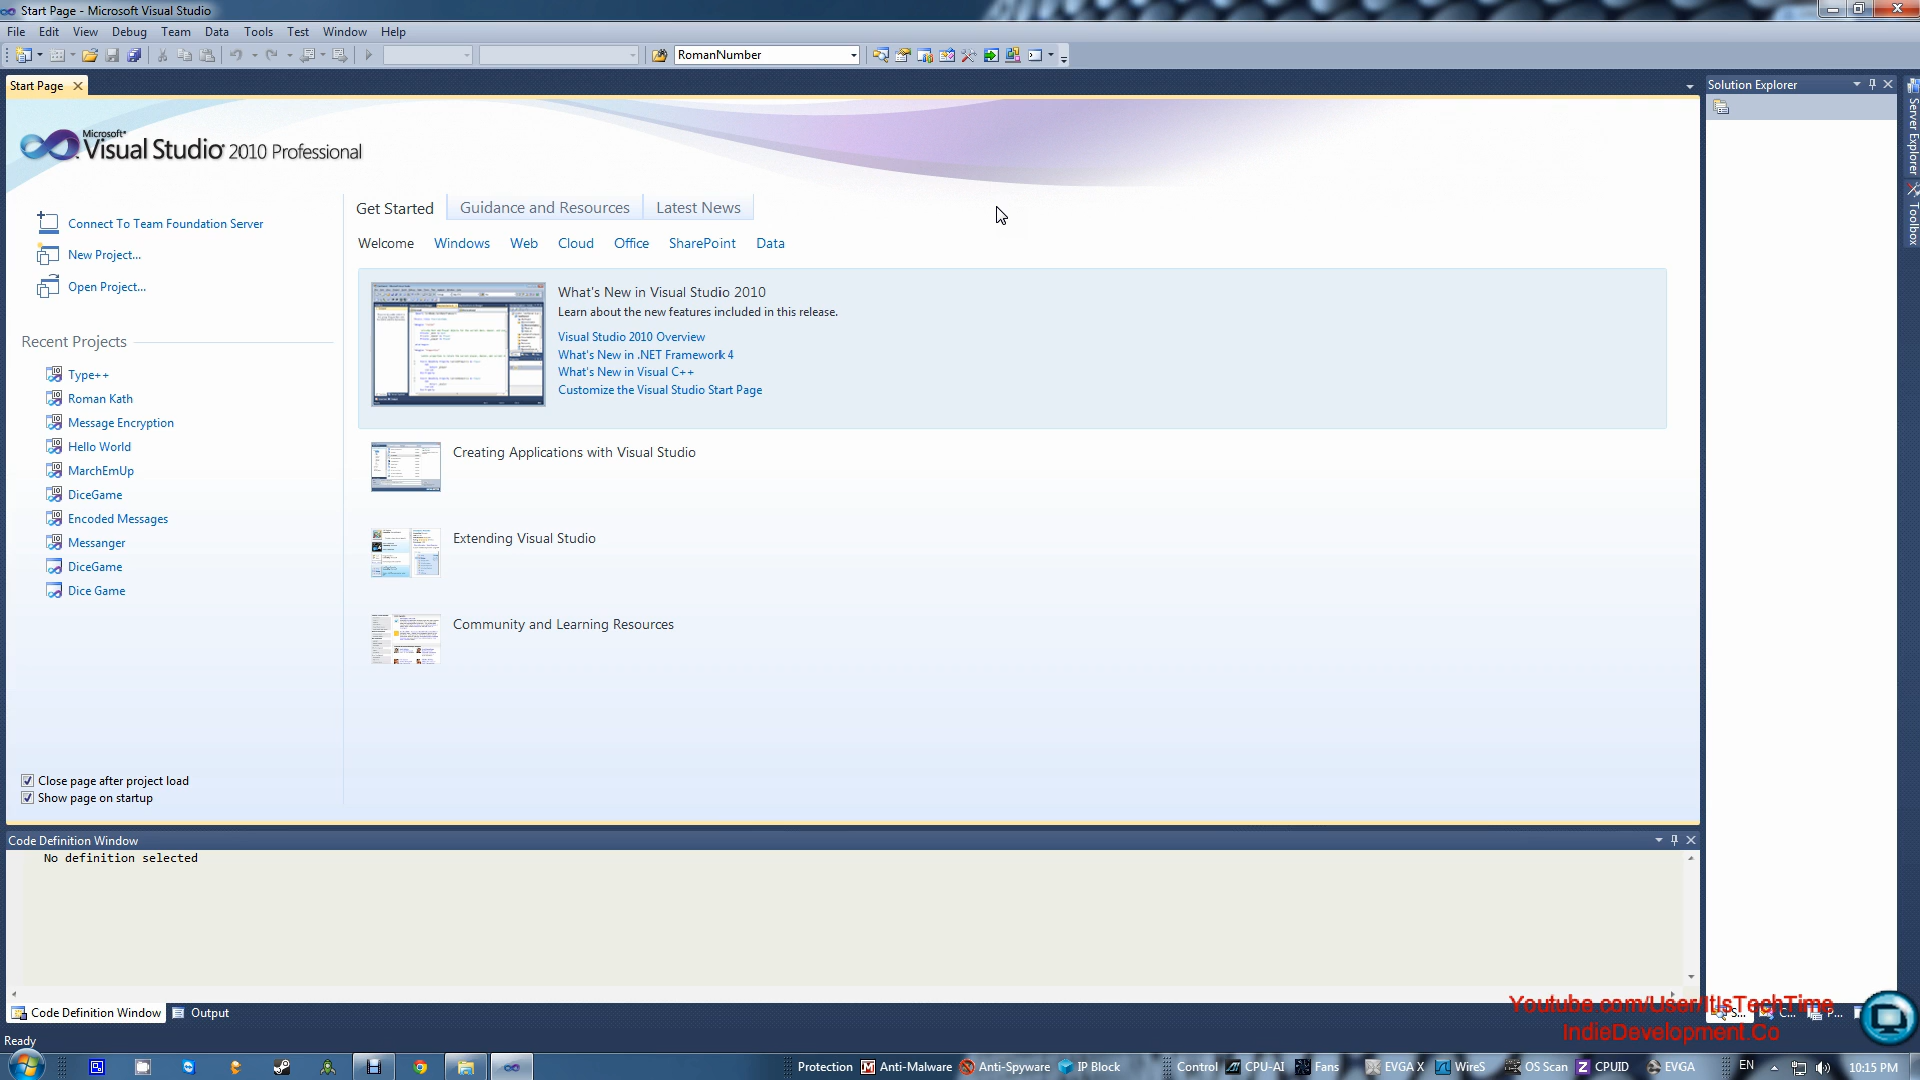 Start Page - Microsoft Visual Studio
File Edit View Debug Team Data Tools Test Window Help
RomanNumber
Start Page
Solution Explorer
Server Explorer
Toolbox
Microsoft
Visual Studio 2010 Professional
Connect To Team Foundation Server
New Project...
Open Project...
Recent Projects
Type++
Roman Kath
Message Encryption
Hello World
MarchEmUp
DiceGame
Encoded Messages
Messanger
DiceGame
Dice Game
Close page after project load
Show page on startup
Get Started Guidance and Resources Latest News
Welcome Windows Web Cloud Office SharePoint Data
What's New in Visual Studio 2010
Learn about the new features included in this release.
Visual Studio 2010 Overview
What's New in .NET Framework 4
What's New in Visual C++
Customize the Visual Studio Start Page
Creating Applications with Visual Studio
Extending Visual Studio
Community and Learning Resources
Code Definition Window
No definition selected
Code Definition Window Output
S... C... P...
Youtube.com/User/ItIsTechTime
IndieDevelopment.Co
Ready
Protection Anti-Malware Anti-Spyware IP Block Control CPU-AI Fans EVGA X WireS OS Scan CPUID EVGA EN 10:15 PM